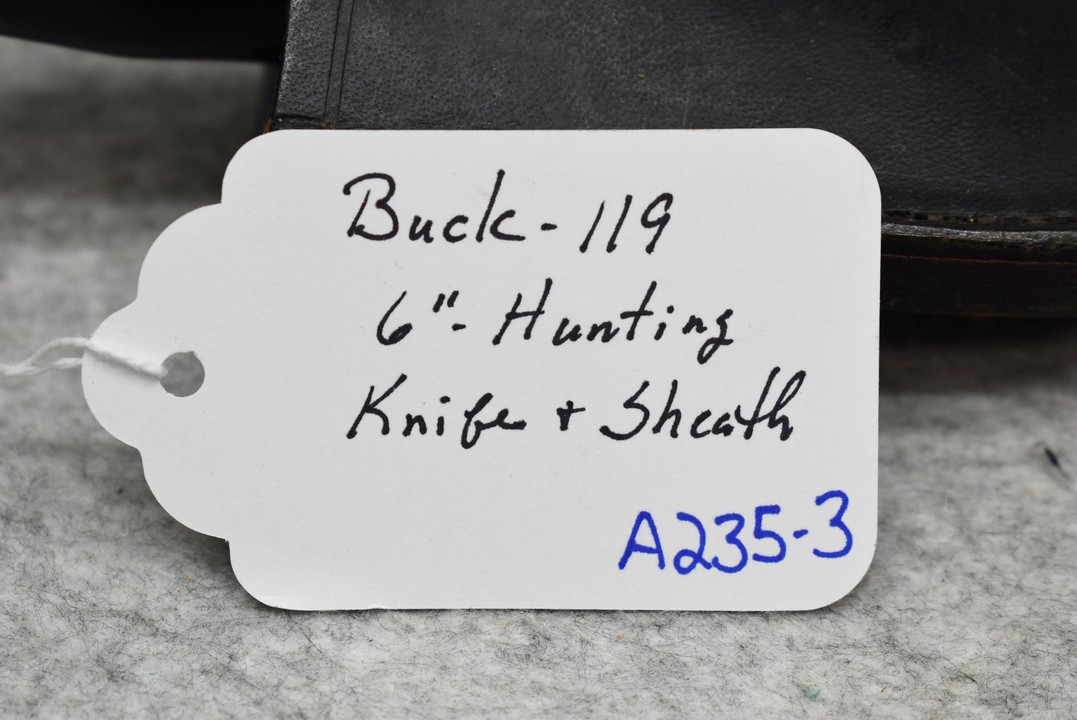 Buck-119
6"- Hunting
Knife + Sheath
A235-3